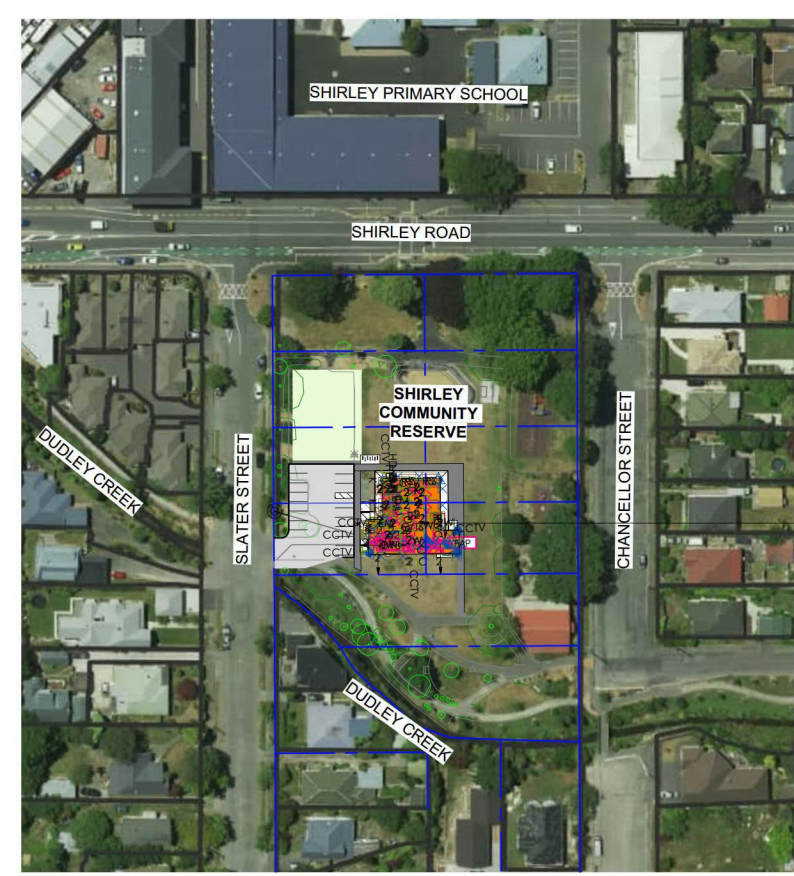 SHIRLEY PRIMARY SCHOOL
SHIRLEY ROAD
SHIRLEY
COMMUNITY
RESERVE
DUDLEY CREEK
SLATER STREET
CHANCELLOR STREET
CCTV
CCTV
CCTV
CCTV
CCTV
DUDLEY CREEK